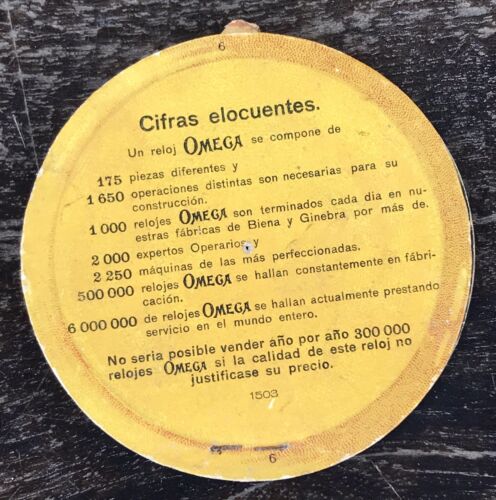 6
Cifras elocuentes.
Un reloj OMEGA se compone de
175 piezas diferentes y
1 650 operaciones distintas son necesarias para su
construcción.
1 000 relojes OMEGA son terminados cada dia en nu-
estras fábricas de Biena y Ginebra por más de.
2 000 expertos Operarios y
2 250 máquinas de las más perfeccionadas.
500 000 relojes OMEGA se hallan constantemente en fábri-
cación.
6 000 000 de relojes OMEGA se hallan actualmente prestando
servicio en el mundo entero.
No seria posible vender año por año 300 000
relojes OMEGA si la calidad de este reloj no
justificase su precio.
1503
6